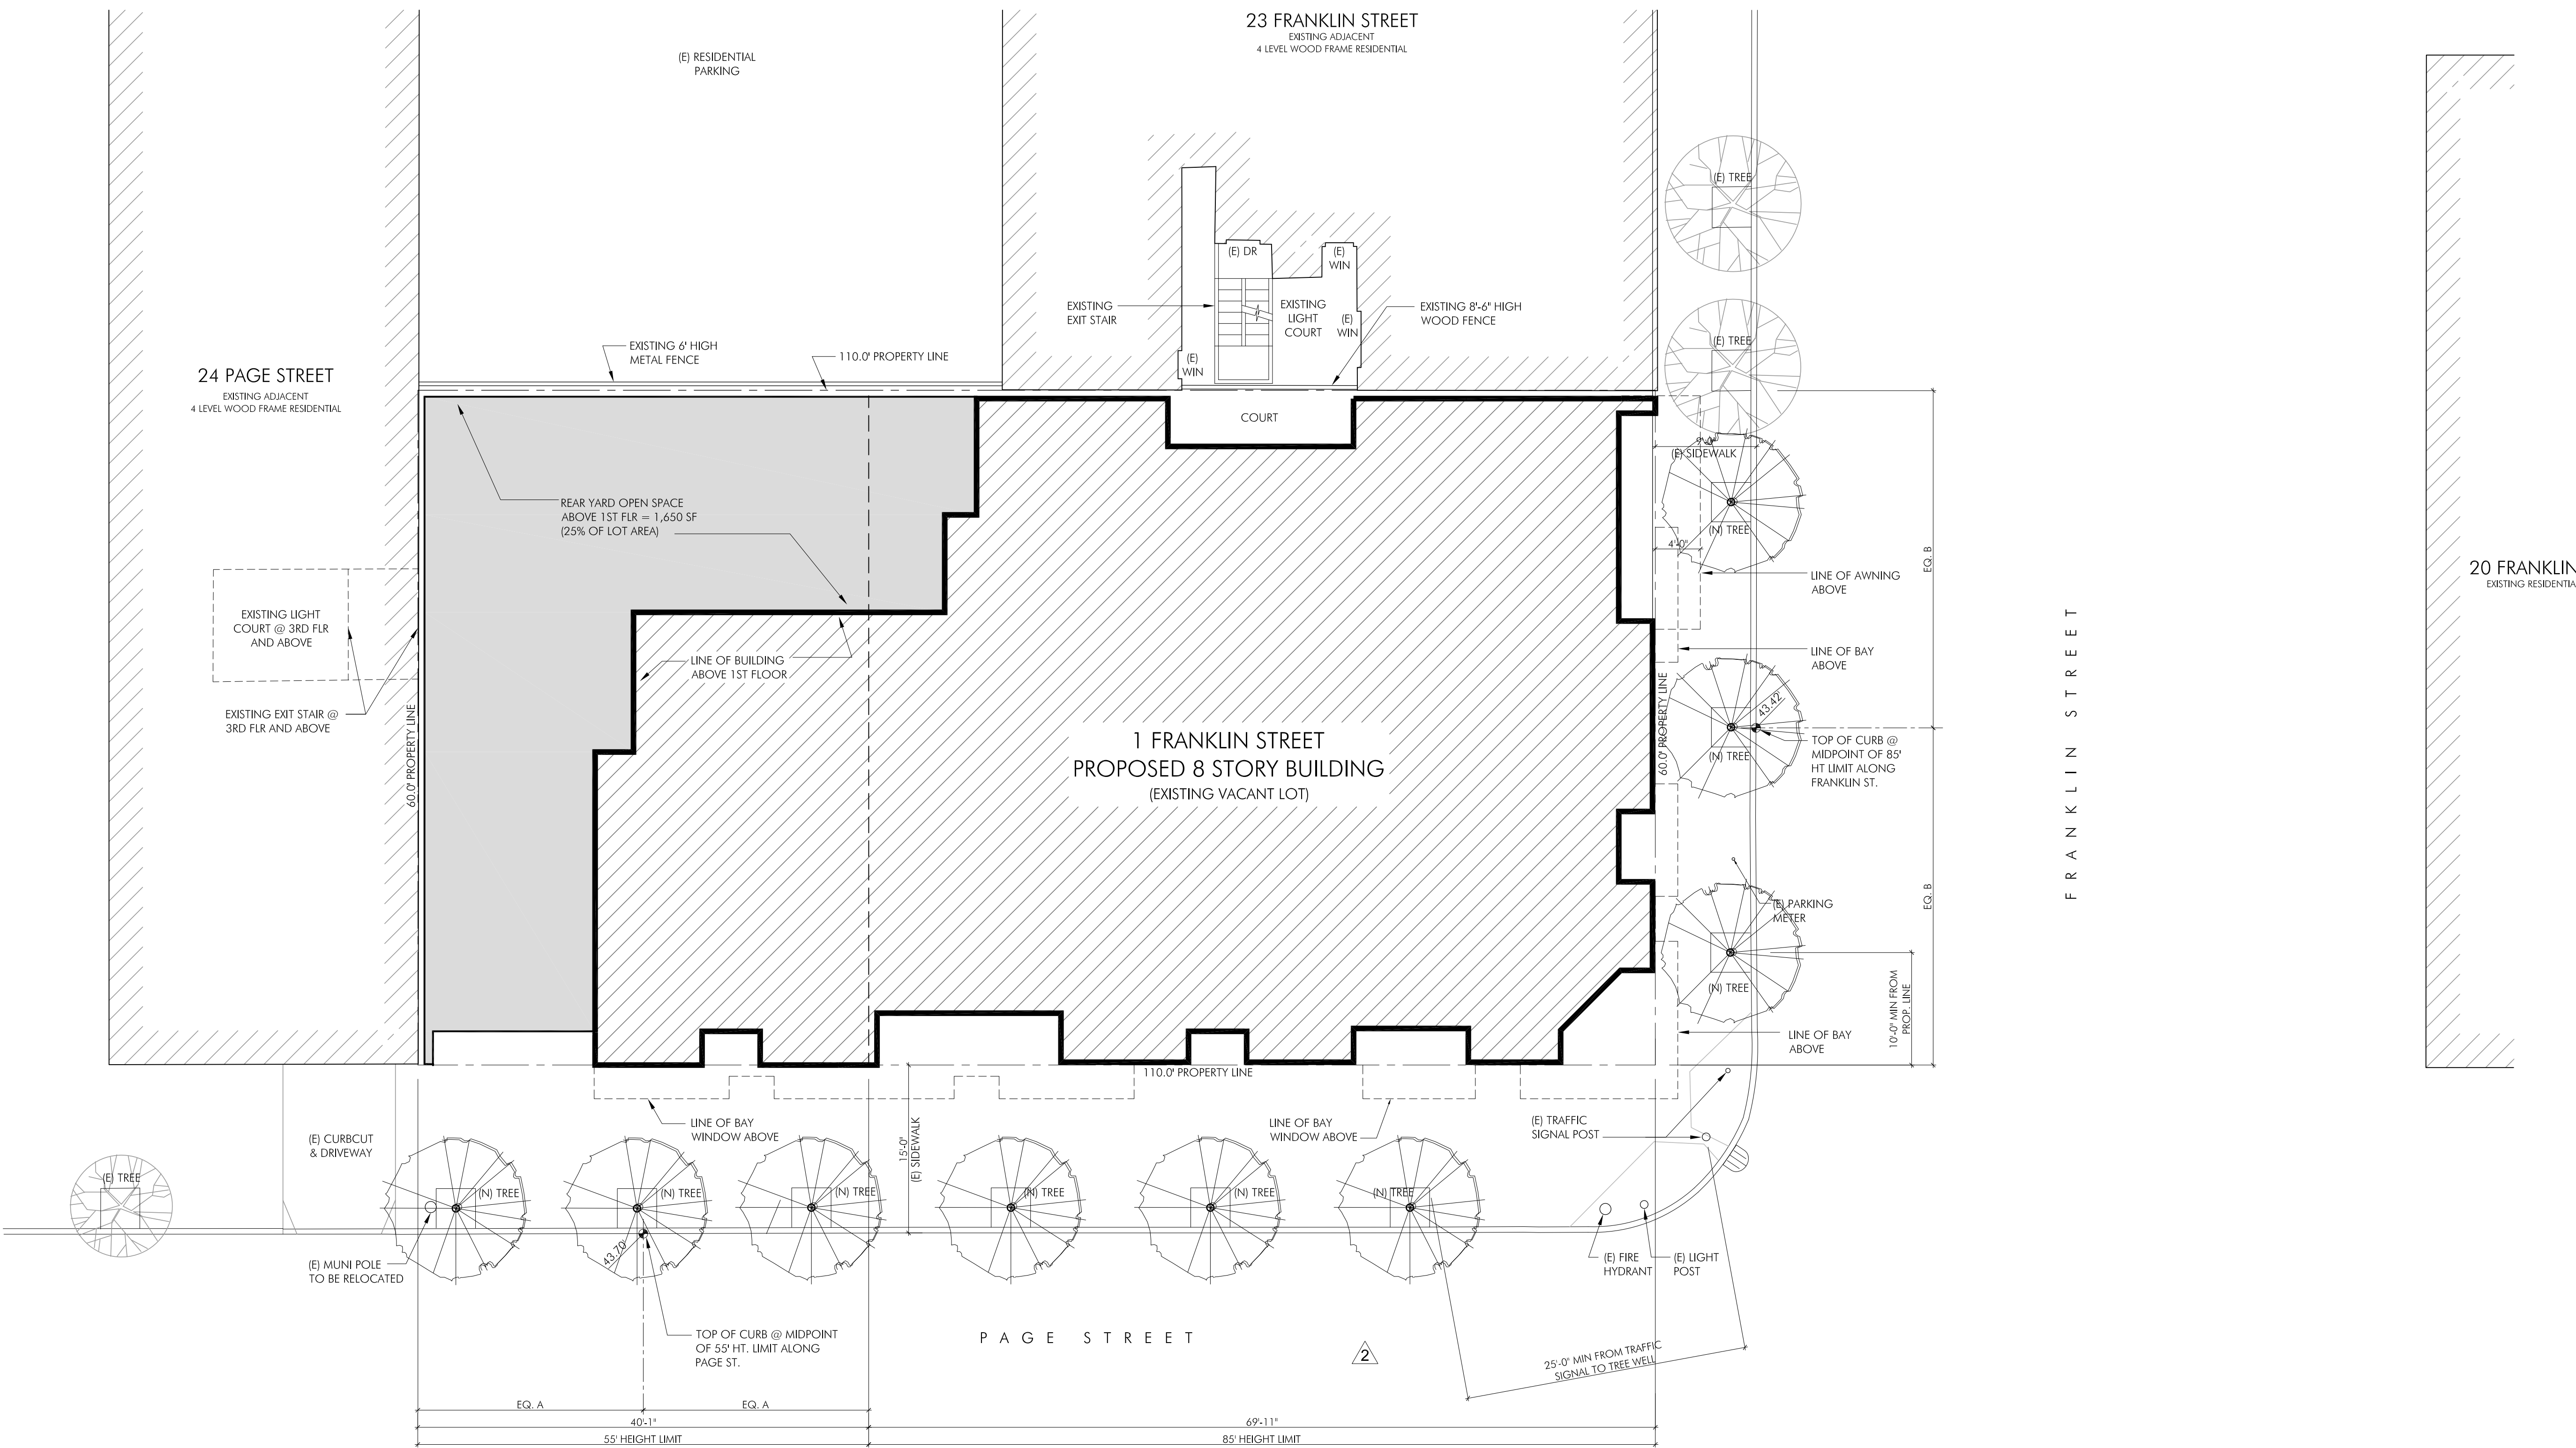 23 FRANKLIN STREET
EXISTING ADJACENT
4 LEVEL WOOD FRAME RESIDENTIAL
(E) RESIDENTIAL
PARKING
(E) TREE
(E) DR
(E)
WIN
EXISTING
EXIT STAIR
EXISTING
LIGHT
COURT
(E)
WIN
EXISTING 8'-6" HIGH
WOOD FENCE
(E)
WIN
(E) TREE
EXISTING 6' HIGH
METAL FENCE
110.0' PROPERTY LINE
24 PAGE STREET
EXISTING ADJACENT
4 LEVEL WOOD FRAME RESIDENTIAL
COURT
9'-0"
(E) SIDEWALK
REAR YARD OPEN SPACE
ABOVE 1ST FLR = 1,650 SF
(25% OF LOT AREA)
(N) TREE
4'-0"
EQ. B
LINE OF AWNING
ABOVE
20 FRANKLIN
EXISTING RESIDENTIA
EXISTING LIGHT
COURT @ 3RD FLR
AND ABOVE
LINE OF BUILDING
ABOVE 1ST FLOOR
LINE OF BAY
ABOVE
EXISTING EXIT STAIR @
3RD FLR AND ABOVE
60.0' PROPERTY LINE
60.0' PROPERTY LINE
43.42'
1 FRANKLIN STREET
PROPOSED 8 STORY BUILDING
(EXISTING VACANT LOT)
(N) TREE
TOP OF CURB @
MIDPOINT OF 85'
HT LIMIT ALONG
FRANKLIN ST.
FRANKLIN STREET
(E) PARKING
METER
EQ. B
(N) TREE
10'-0" MIN FROM
PROP. LINE
LINE OF BAY
ABOVE
110.0' PROPERTY LINE
(E) CURBCUT
& DRIVEWAY
LINE OF BAY
WINDOW ABOVE
15'-0"
(E) SIDEWALK
LINE OF BAY
WINDOW ABOVE
(E) TRAFFIC
SIGNAL POST
(E) TREE
(N) TREE
(N) TREE
(N) TREE
(N) TREE
(N) TREE
(N) TREE
43.70'
(E) MUNI POLE
TO BE RELOCATED
(E) FIRE
HYDRANT
(E) LIGHT
POST
TOP OF CURB @ MIDPOINT
OF 55' HT. LIMIT ALONG
PAGE ST.
PAGE STREET
2
25'-0" MIN FROM TRAFFIC
SIGNAL TO TREE WELL
EQ. A
EQ. A
40'-1"
69'-11"
55' HEIGHT LIMIT
85' HEIGHT LIMIT